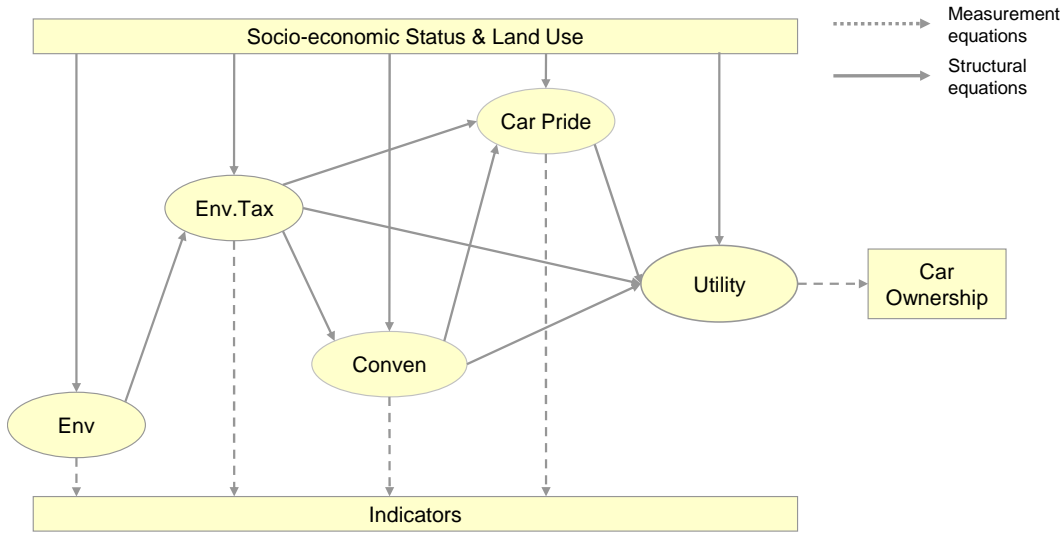 Socio-economic Status & Land Use
Measurement
equations
Structural
equations
Car Pride
Env.Tax
Utility
Car
Ownership
Conven
Env
Indicators